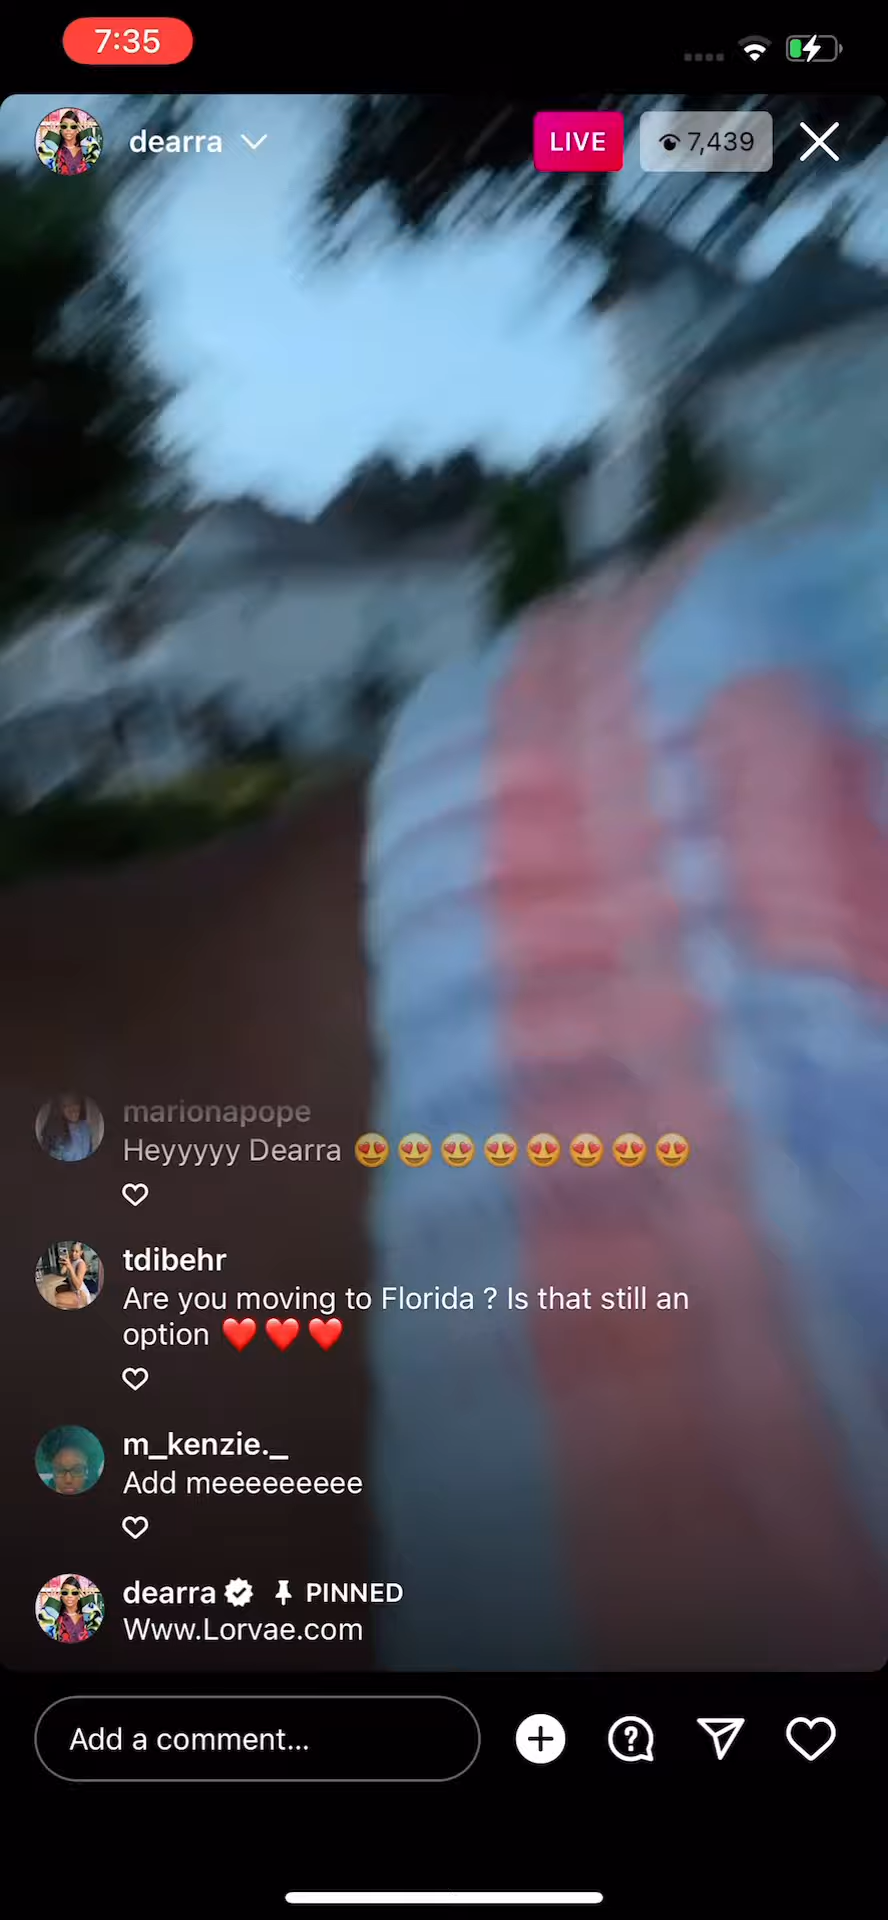 7:35
dearra
LIVE
7,439
marionapope
Heyyyyy Dearra 😍😍😍😍😍😍😍😍
tdibehr
Are you moving to Florida ? Is that still an
option ❤️❤️❤️
m_kenzie._
Add meeeeeeeee
dearra PINNED
Www.Lorvae.com
Add a comment...